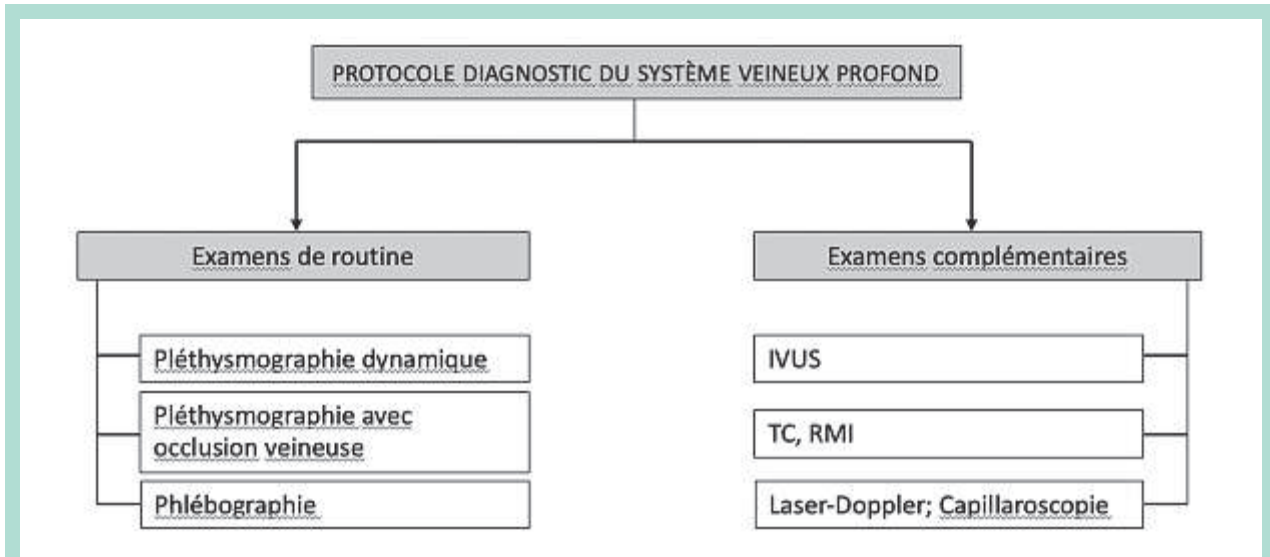 PROTOCOLE DIAGNOSTIC DU SYSTÈME VEINEUX PROFOND
Examens de routine
Pléthysmographie dynamique
Pléthysmographie avec
occlusion veineuse
Phlébographie
Examens complémentaires
IVUS
TC, RMI
Laser-Doppler; Capillaroscopie